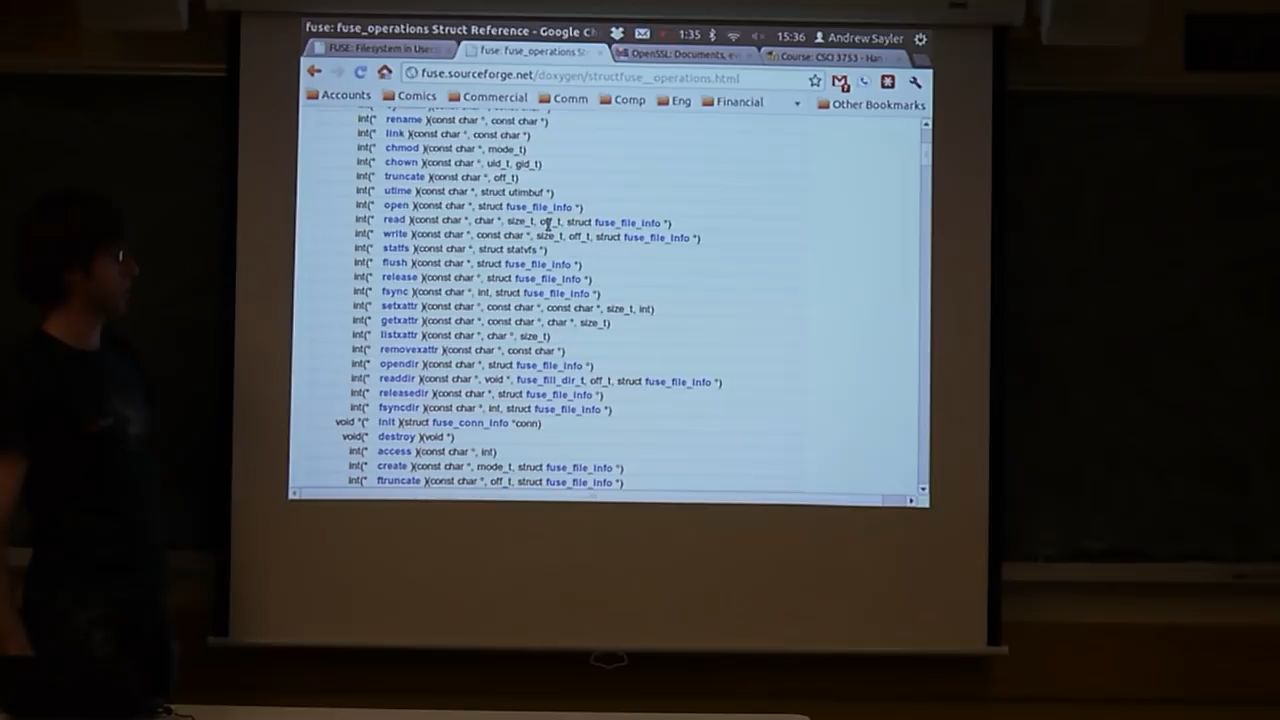 fuse: fuse_operations Struct Reference - Google Ch
1:35 15:36 Andrew Sayler
FUSE: Filesystem in Userc
fuse: fuse_operations St
OpenSSL: Documents, ev
Course: CSCI 3753 - Han
fuse.sourceforge.net/doxygen/structfuse__operations.html
Accounts Comics Commercial Comm Comp Eng Financial Other Bookmarks
int(* rename )(const char *, const char *)
int(* link )(const char *, const char *)
int(* chmod )(const char *, mode_t)
int(* chown )(const char *, uid_t, gid_t)
int(* truncate )(const char *, off_t)
int(* utime )(const char *, struct utimbuf *)
int(* open )(const char *, struct fuse_file_info *)
int(* read )(const char *, char *, size_t, off_t, struct fuse_file_info *)
int(* write )(const char *, const char *, size_t, off_t, struct fuse_file_info *)
int(* statfs )(const char *, struct statvfs *)
int(* flush )(const char *, struct fuse_file_info *)
int(* release )(const char *, struct fuse_file_info *)
int(* fsync )(const char *, int, struct fuse_file_info *)
int(* setxattr )(const char *, const char *, const char *, size_t, int)
int(* getxattr )(const char *, const char *, char *, size_t)
int(* listxattr )(const char *, char *, size_t)
int(* removexattr )(const char *, const char *)
int(* opendir )(const char *, struct fuse_file_info *)
int(* readdir )(const char *, void *, fuse_fill_dir_t, off_t, struct fuse_file_info *)
int(* releasedir )(const char *, struct fuse_file_info *)
int(* fsyncdir )(const char *, int, struct fuse_file_info *)
void *(* init )(struct fuse_conn_info *conn)
void(* destroy )(void *)
int(* access )(const char *, int)
int(* create )(const char *, mode_t, struct fuse_file_info *)
int(* ftruncate )(const char *, off_t, struct fuse_file_info *)